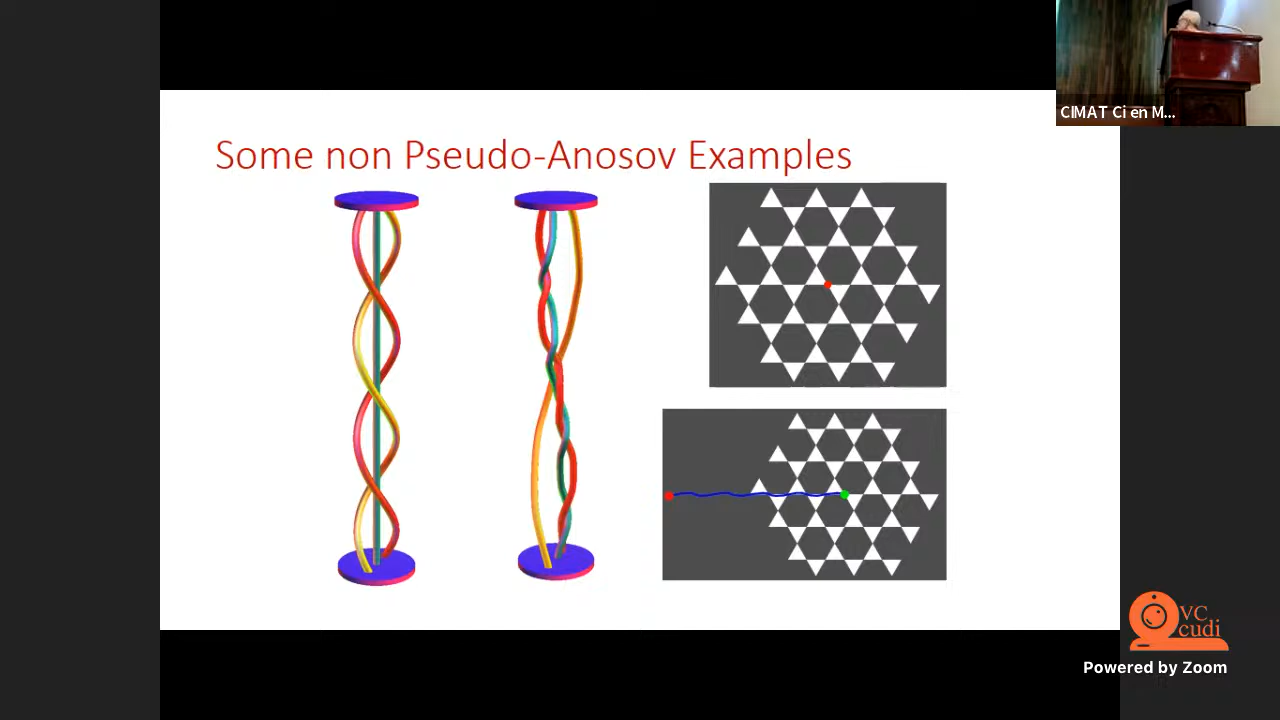 Some non Pseudo-Anosov Examples
CIMAT Ci en M...
VC
cudi
Powered by Zoom